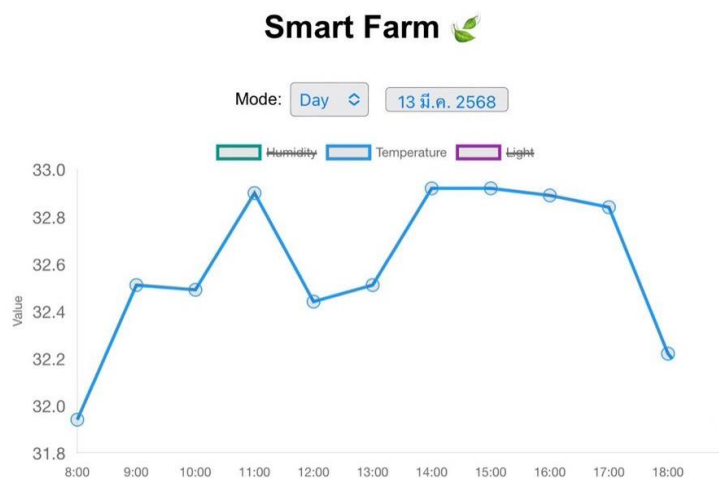 Smart Farm
Mode: Day 13 มี.ค. 2568
Humidity Temperature Light
33.0
32.8
32.6
32.4
32.2
32.0
31.8
Value
8:00 9:00 10:00 11:00 12:00 13:00 14:00 15:00 16:00 17:00 18:00